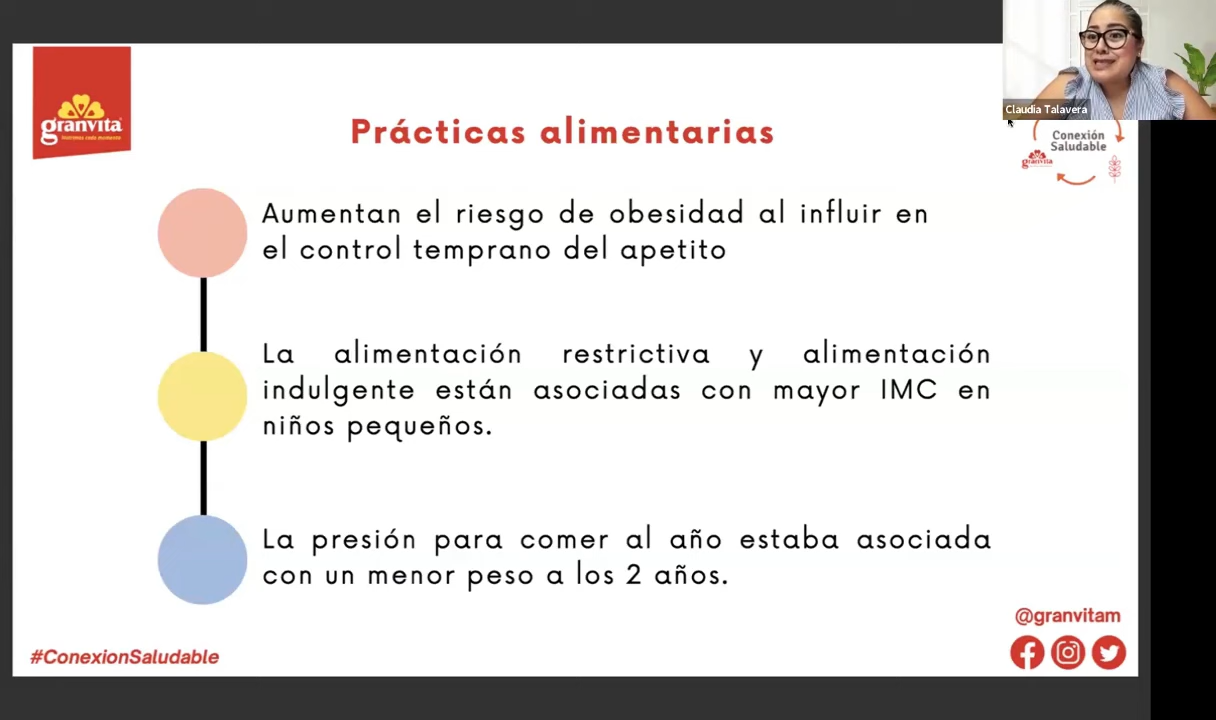 granvita
Claudia Talavera
Conexión
Saludable
granvita
Prácticas alimentarias
Aumentan el riesgo de obesidad al influir en
el control temprano del apetito
La alimentación restrictiva y alimentación
indulgente están asociadas con mayor IMC en
niños pequeños.
La presión para comer al año estaba asociada
con un menor peso a los 2 años.
@granvitam
#ConexionSaludable